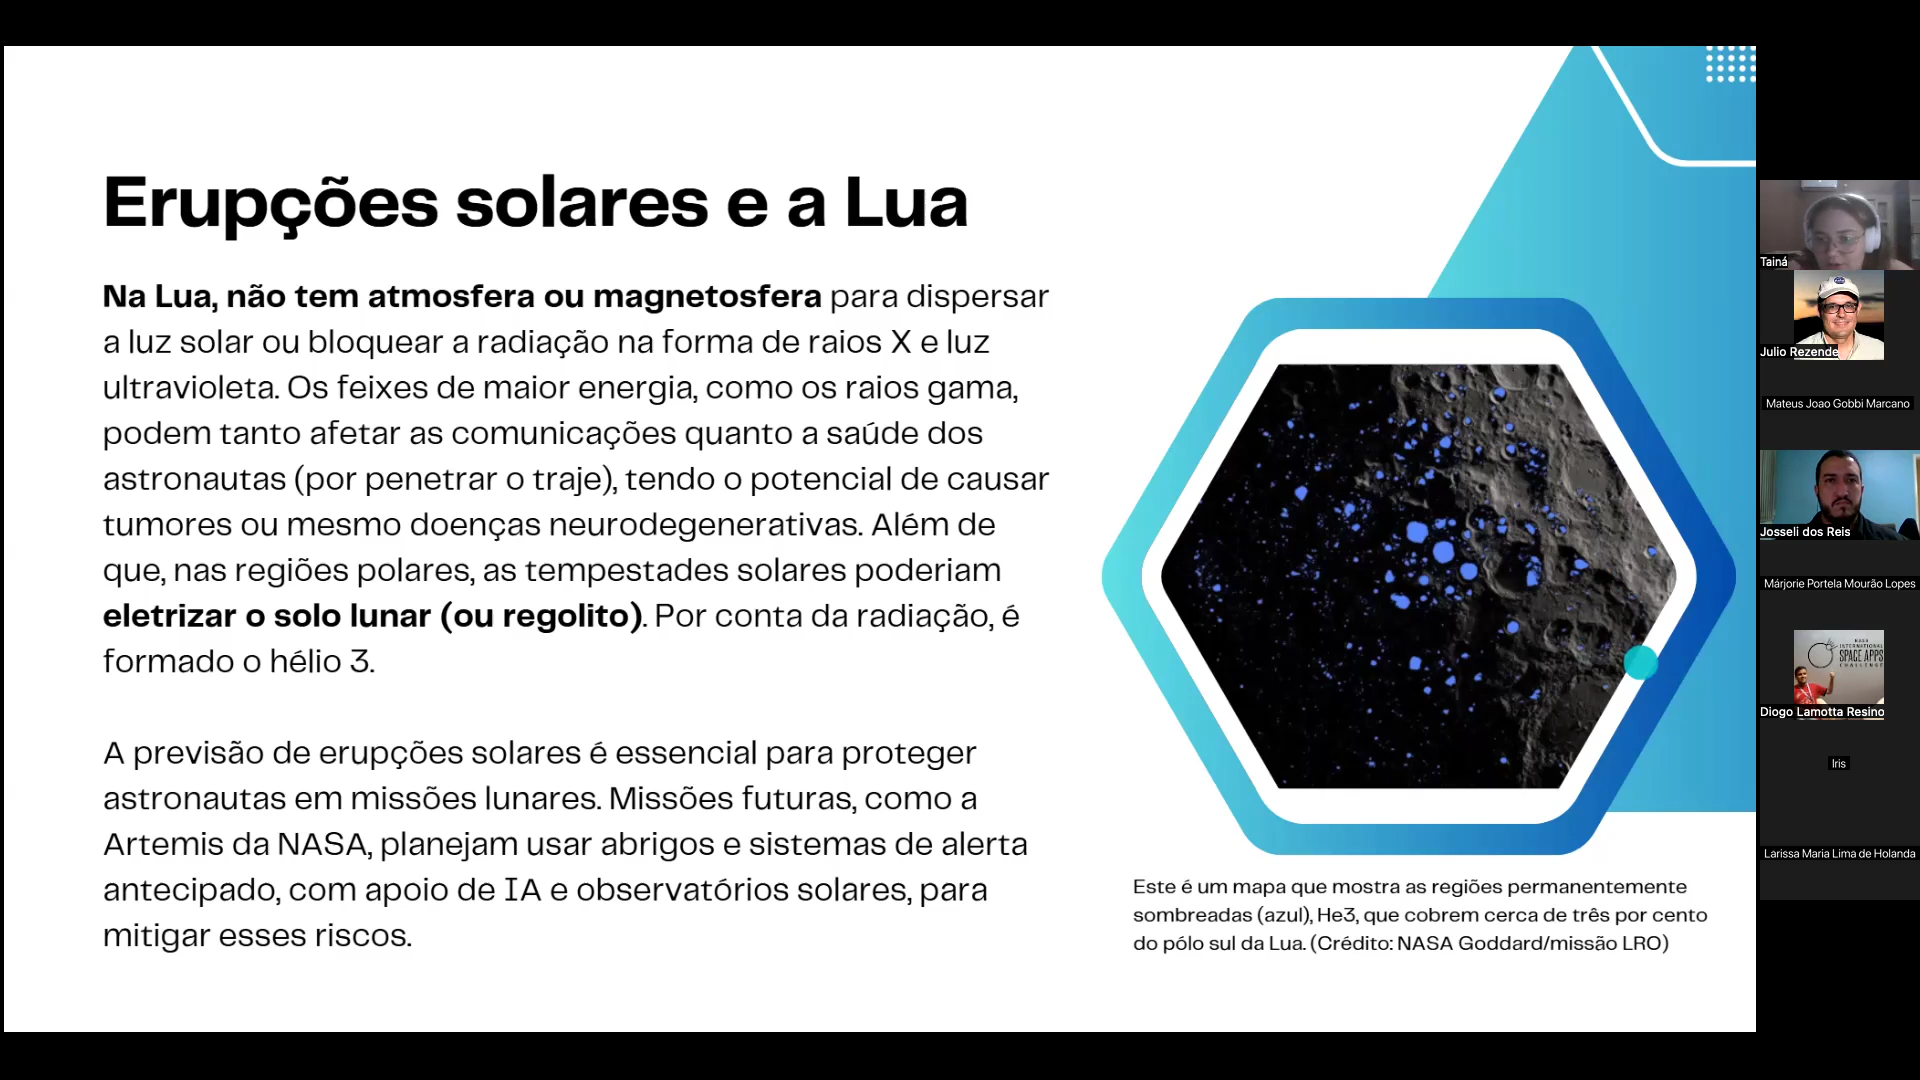 Erupções solares e a Lua
Na Lua, não tem atmosfera ou magnetosfera para dispersar
a luz solar ou bloquear a radiação na forma de raios X e luz
ultravioleta. Os feixes de maior energia, como os raios gama,
podem tanto afetar as comunicações quanto a saúde dos
astronautas (por penetrar o traje), tendo o potencial de causar
tumores ou mesmo doenças neurodegenerativas. Além de
que, nas regiões polares, as tempestades solares poderiam
eletrizar o solo lunar (ou regolito). Por conta da radiação, é
formado o hélio 3.
A previsão de erupções solares é essencial para proteger
astronautas em missões lunares. Missões futuras, como a
Artemis da NASA, planejam usar abrigos e sistemas de alerta
antecipado, com apoio de IA e observatórios solares, para
mitigar esses riscos.
Este é um mapa que mostra as regiões permanentemente
sombreadas (azul), He3, que cobrem cerca de três por cento
do pólo sul da Lua. (Crédito: NASA Goddard/missão LRO)
Tainá
Julio Rezende
Mateus Joao Gobbi Marcano
Josseli dos Reis
Márjorie Portela Mourão Lopes
NASA
INTERNATIONAL
SPACE APPS
CHALLENGE
Diogo Lamotta Resino
Iris
Larissa Maria Lima de Holanda